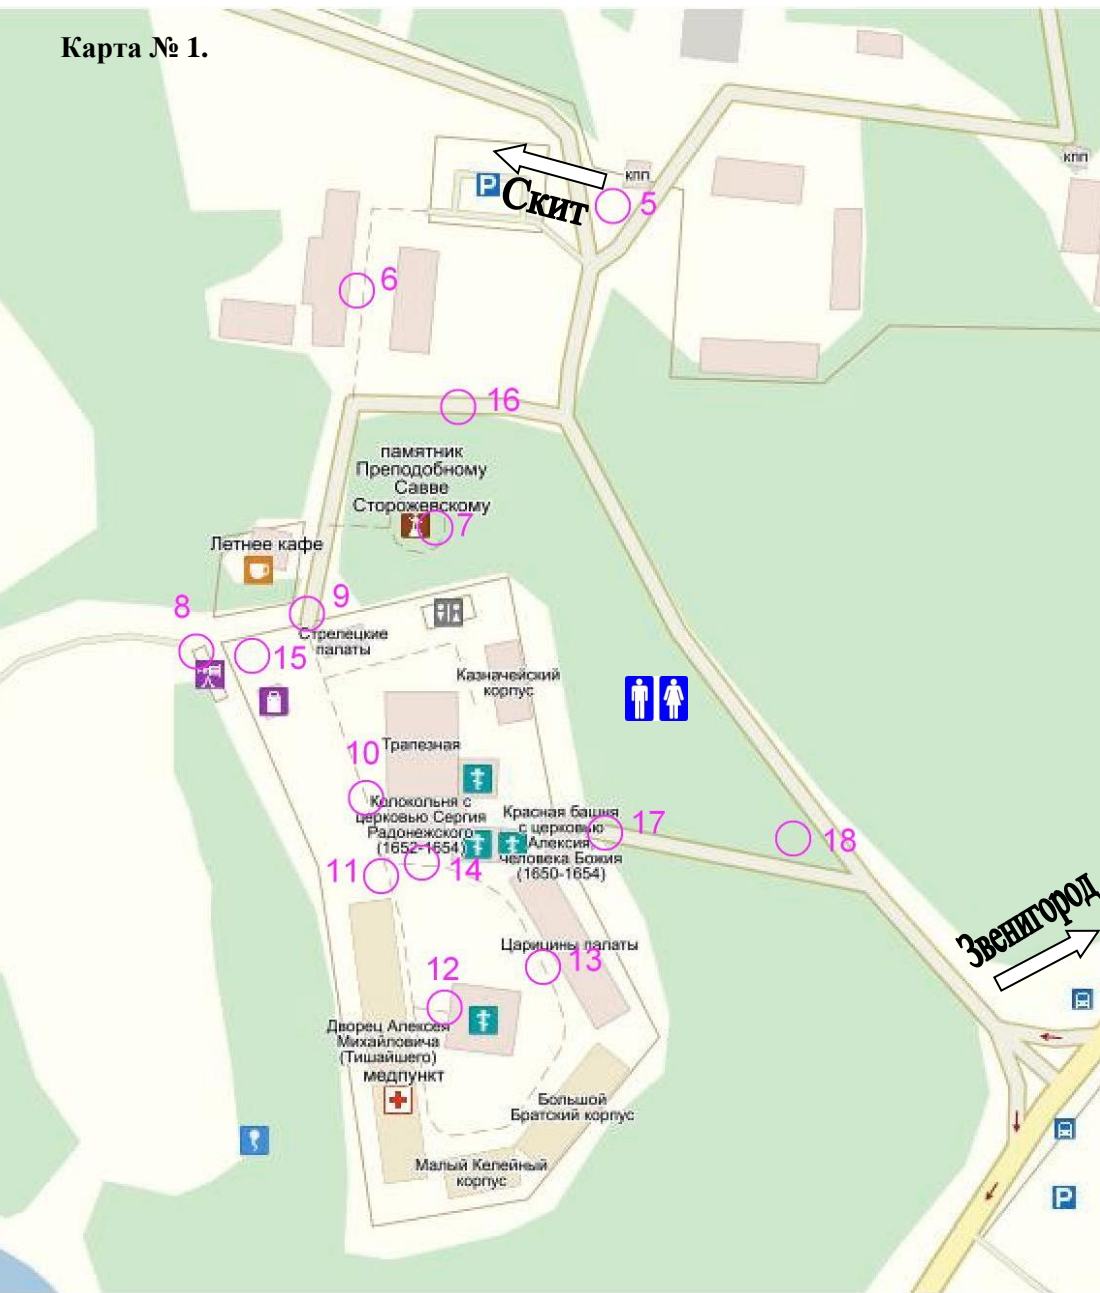 Карта № 1.
кпп
кпп
P
Скит
5
6
16
памятник
Преподобному
Савве
Сторожевскому
7
Летнее кафе
8
9
Стрелецкие
палаты
15
Казначейский
корпус
Трапезная
10
Колокольня с
церковью Сергия
Радонежского
(1652-1654)
Красная башня
с церковью
Алексия,
человека Божия
(1650-1654)
17
18
11
14
Звенигород
Царицины палаты
13
12
Дворец Алексея
Михайловича
(Тишайшего)
медпункт
Большой
Братский корпус
Малый Келейный
корпус
P